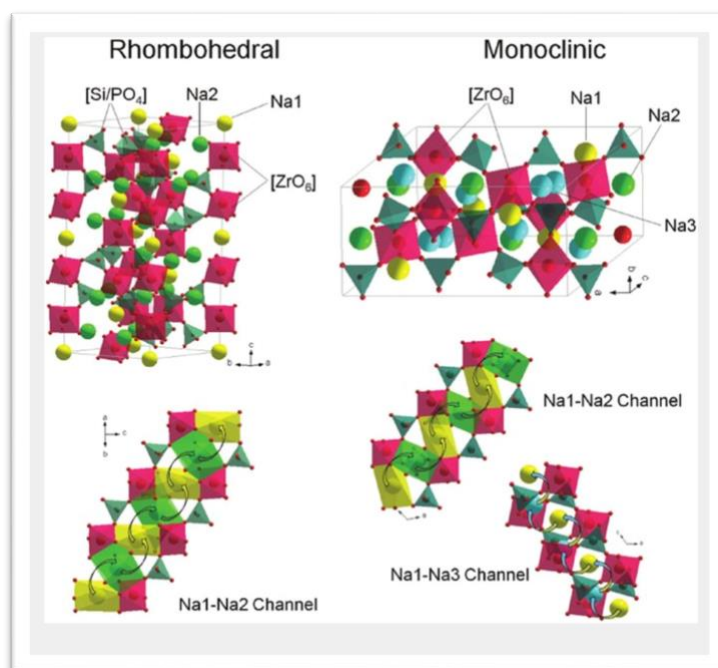 Rhombohedral
Monoclinic
[Si/PO₄]
Na2
Na1
[ZrO₆]
[ZrO₆]
Na1
Na2
Na3
c
b
a
b
c
a
Na1-Na2 Channel
a
c
b
a
Na1-Na3 Channel
Na1-Na2 Channel